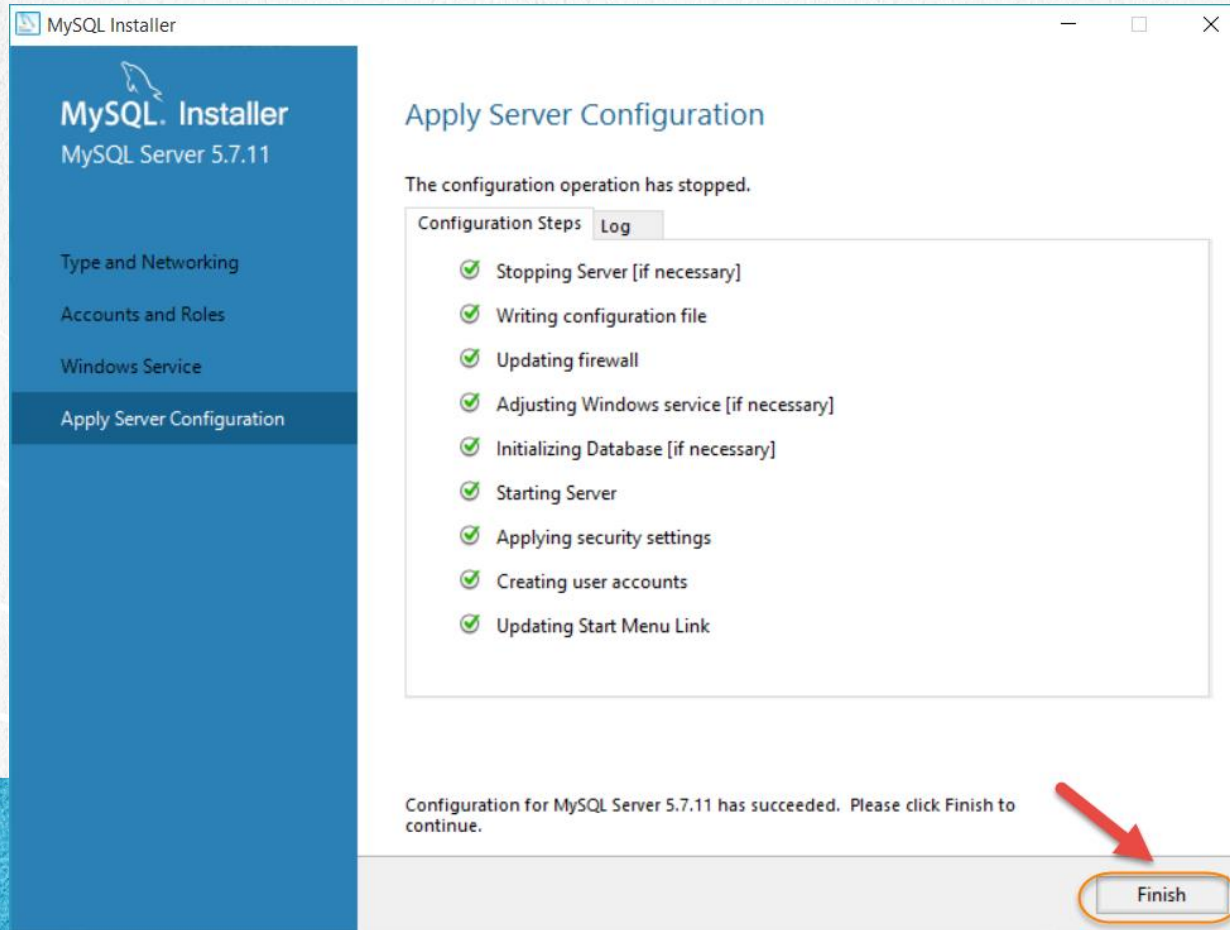 MySQL Installer
MySQL. Installer
MySQL Server 5.7.11
Type and Networking
Accounts and Roles
Windows Service
Apply Server Configuration
Apply Server Configuration
The configuration operation has stopped.
Configuration Steps Log
Stopping Server [if necessary]
Writing configuration file
Updating firewall
Adjusting Windows service [if necessary]
Initializing Database [if necessary]
Starting Server
Applying security settings
Creating user accounts
Updating Start Menu Link
Configuration for MySQL Server 5.7.11 has succeeded. Please click Finish to
continue.
Finish